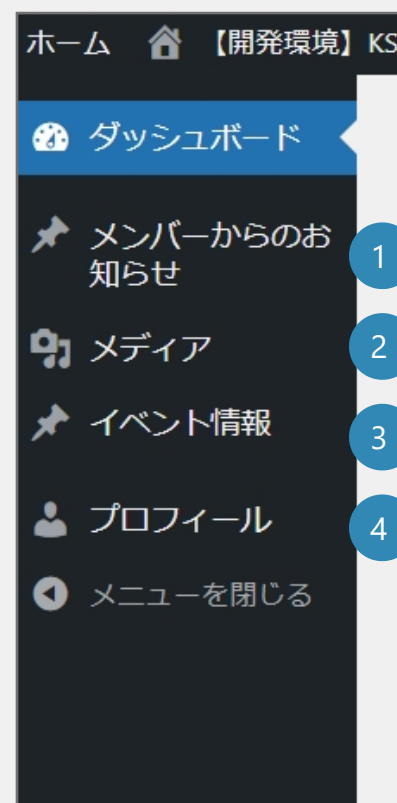 ホーム 【開発環境】KS
ダッシュボード
メンバーからのお
知らせ
1
メディア
2
イベント情報
3
プロフィール
4
メニューを閉じる